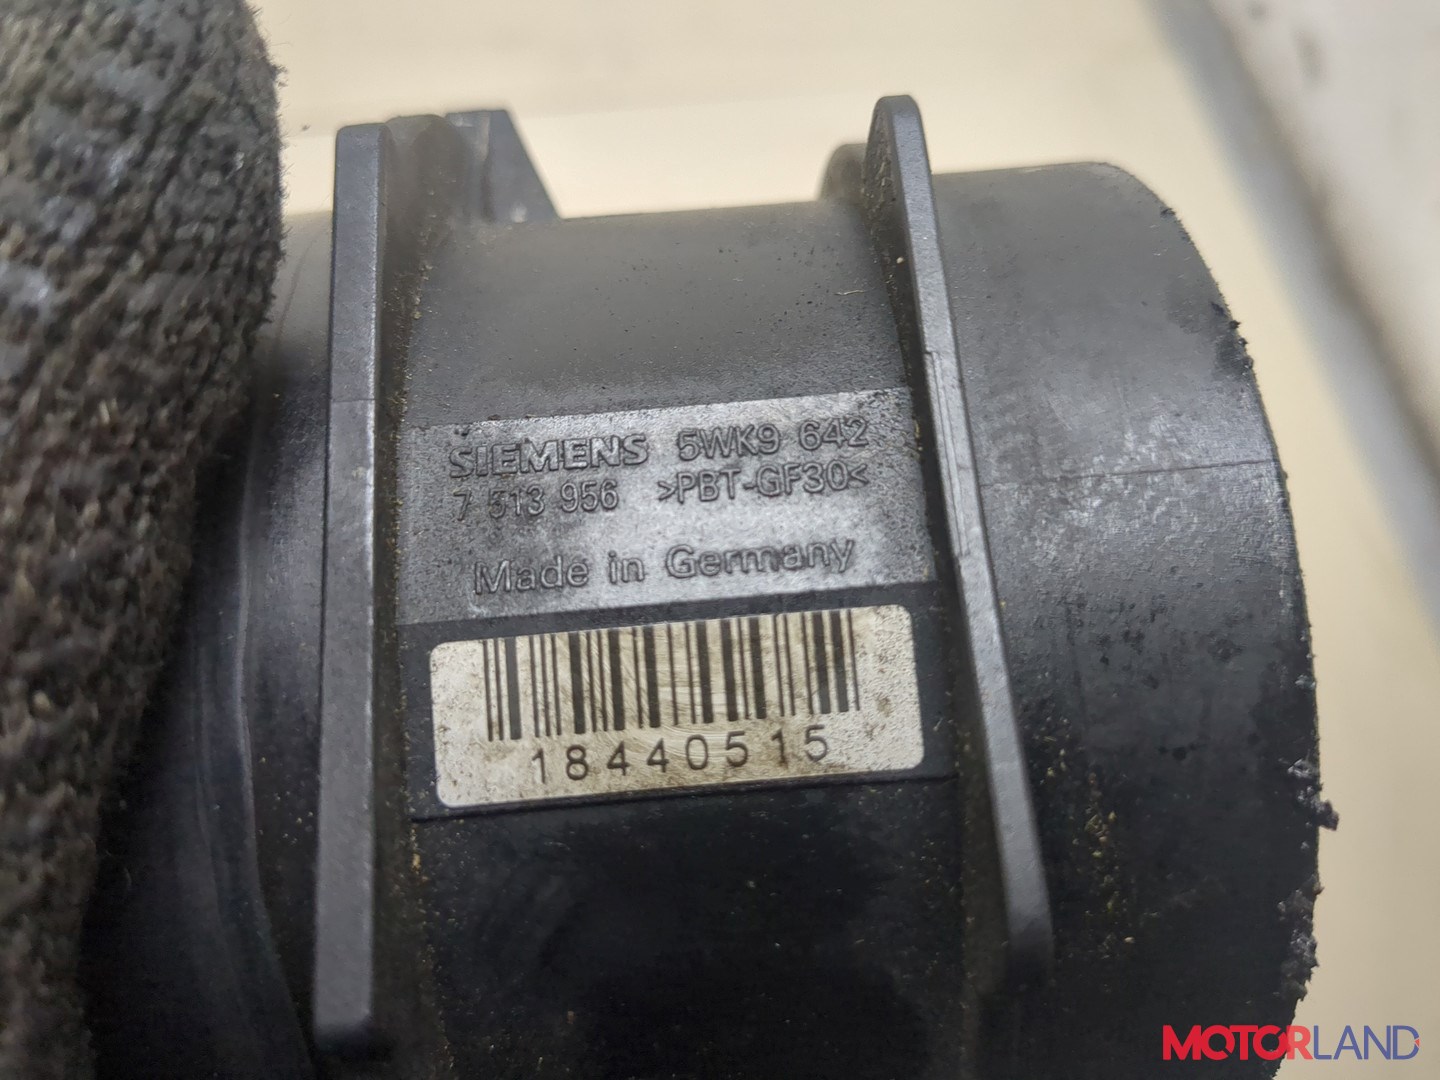 SIEMENS 5WK9 642
7 513 956 >PBT-GF30<
Made in Germany
18440515
MOTORLAND